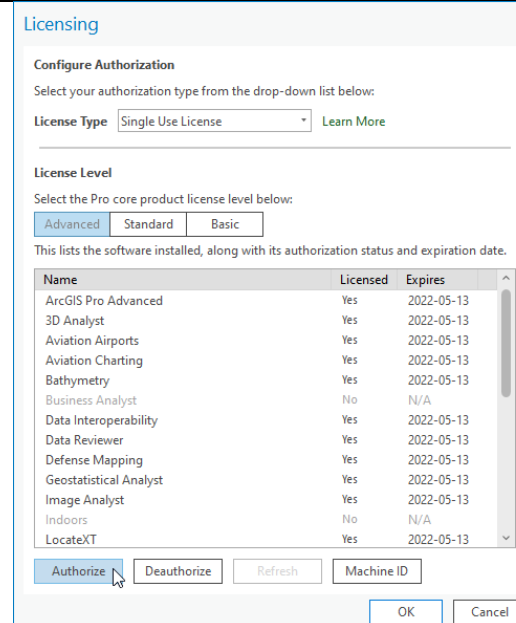 Licensing
Configure Authorization
Select your authorization type from the drop-down list below:
License Type Single Use License Learn More
License Level
Select the Pro core product license level below:
Advanced Standard Basic
This lists the software installed, along with its authorization status and expiration date.
Name Licensed Expires
ArcGIS Pro Advanced Yes 2022-05-13
3D Analyst Yes 2022-05-13
Aviation Airports Yes 2022-05-13
Aviation Charting Yes 2022-05-13
Bathymetry Yes 2022-05-13
Business Analyst No N/A
Data Interoperability Yes 2022-05-13
Data Reviewer Yes 2022-05-13
Defense Mapping Yes 2022-05-13
Geostatistical Analyst Yes 2022-05-13
Image Analyst Yes 2022-05-13
Indoors No N/A
LocateXT Yes 2022-05-13
Authorize Deauthorize Refresh Machine ID
OK Cancel